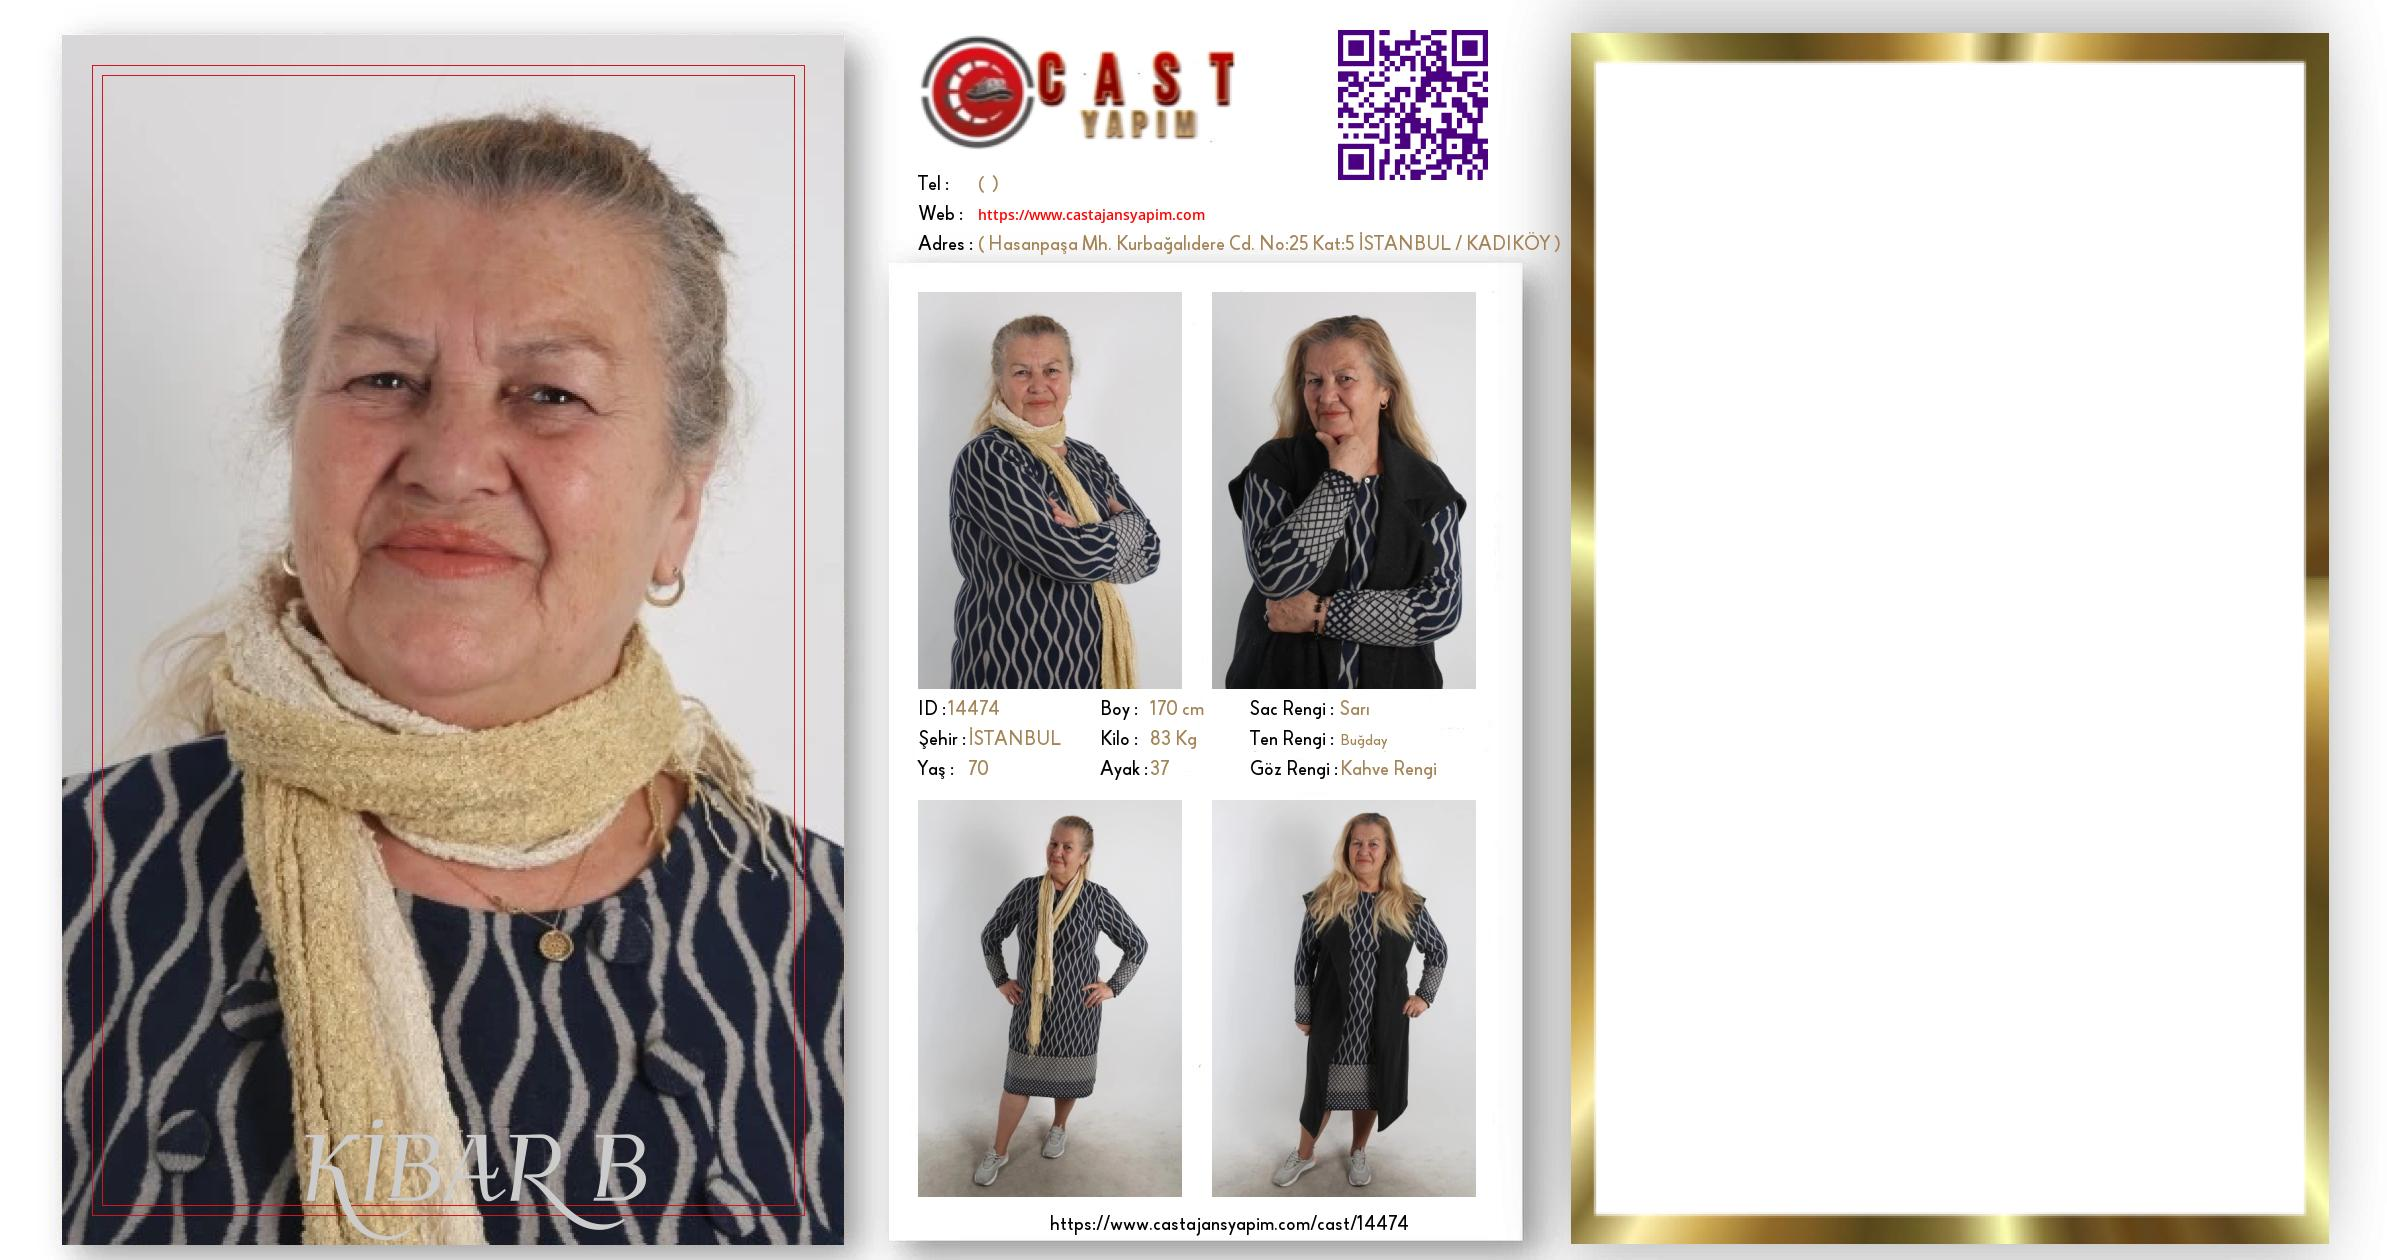 KİBAR B
CAST
YAPIM
Tel : ( )
Web : https://www.castajansyapim.com
Adres : ( Hasanpaşa Mh. Kurbağalıdere Cd. No:25 Kat:5 İSTANBUL / KADIKÖY )
ID : 14474 Boy : 170 cm Sac Rengi : Sarı
Şehir : İSTANBUL Kilo : 83 Kg Ten Rengi : Buğday
Yaş : 70 Ayak : 37 Göz Rengi : Kahve Rengi
https://www.castajansyapim.com/cast/14474